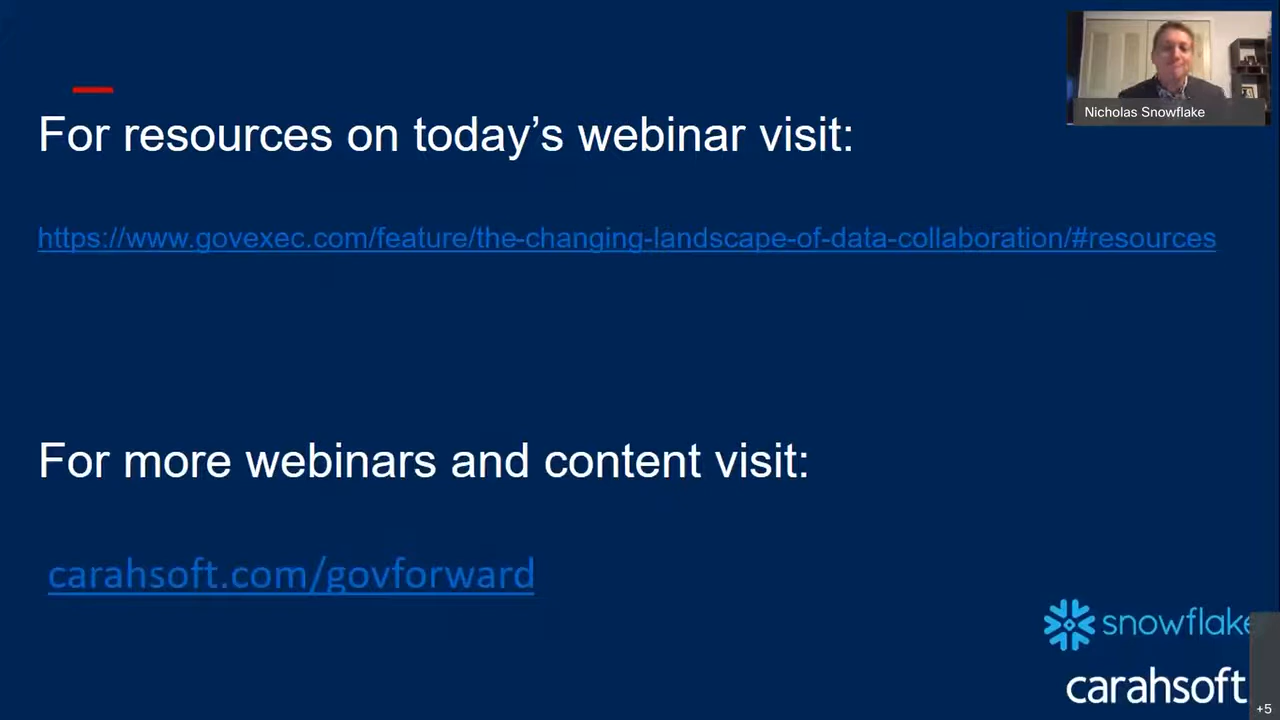 Nicholas Snowflake
For resources on today’s webinar visit:
https://www.govexec.com/feature/the-changing-landscape-of-data-collaboration/#resources
For more webinars and content visit:
carahsoft.com/govforward
snowflake
carahsoft
+5